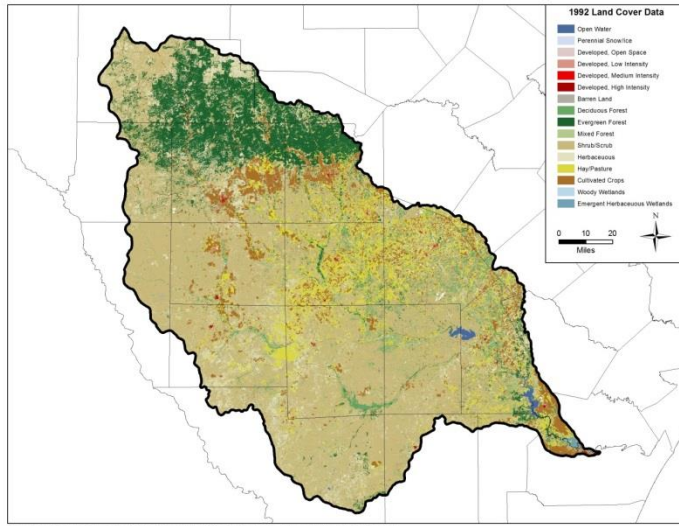 1992 Land Cover Data
Open Water
Perennial Snow/Ice
Developed, Open Space
Developed, Low Intensity
Developed, Medium Intensity
Developed, High Intensity
Barren Land
Deciduous Forest
Evergreen Forest
Mixed Forest
Shrub/Scrub
Herbaceous
Hay/Pasture
Cultivated Crops
Woody Wetlands
Emergent Herbaceuous Wetlands
N
0 10 20
Miles